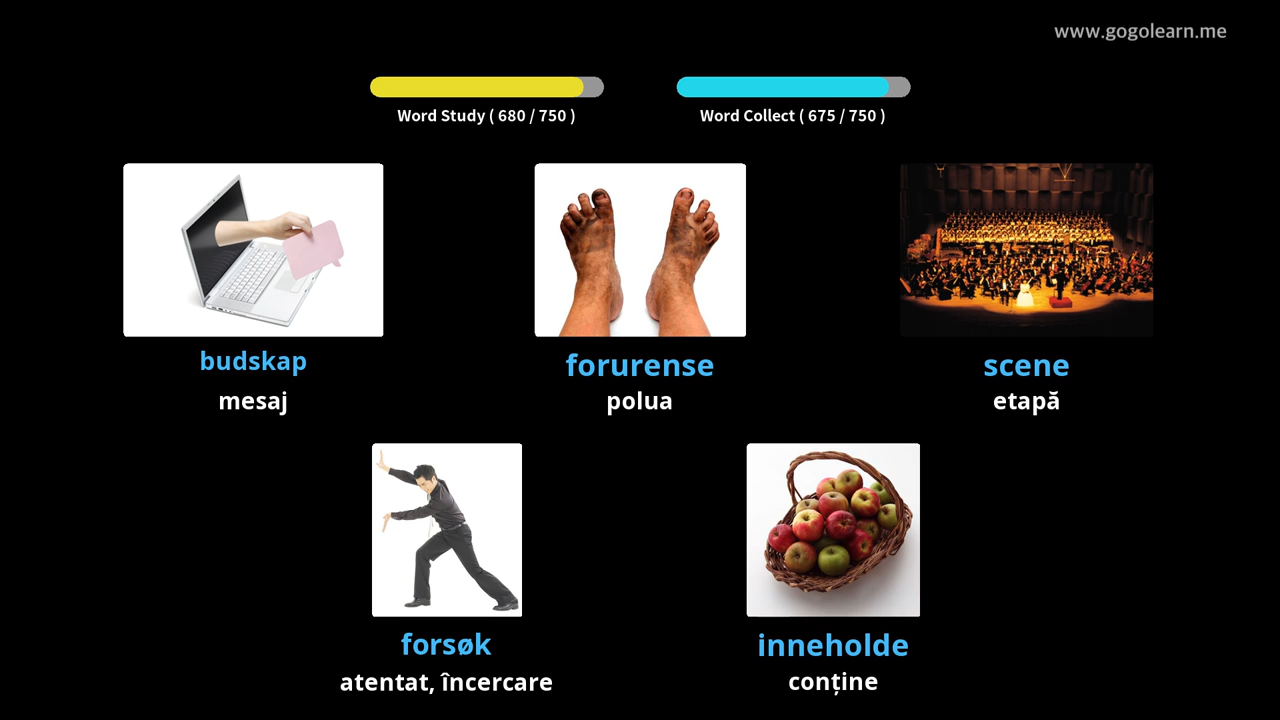 www.gogolearn.me
Word Study ( 680 / 750 )
Word Collect ( 675 / 750 )
budskap
mesaj
forurense
polua
scene
etapă
forsøk
atentat, încercare
inneholde
conține